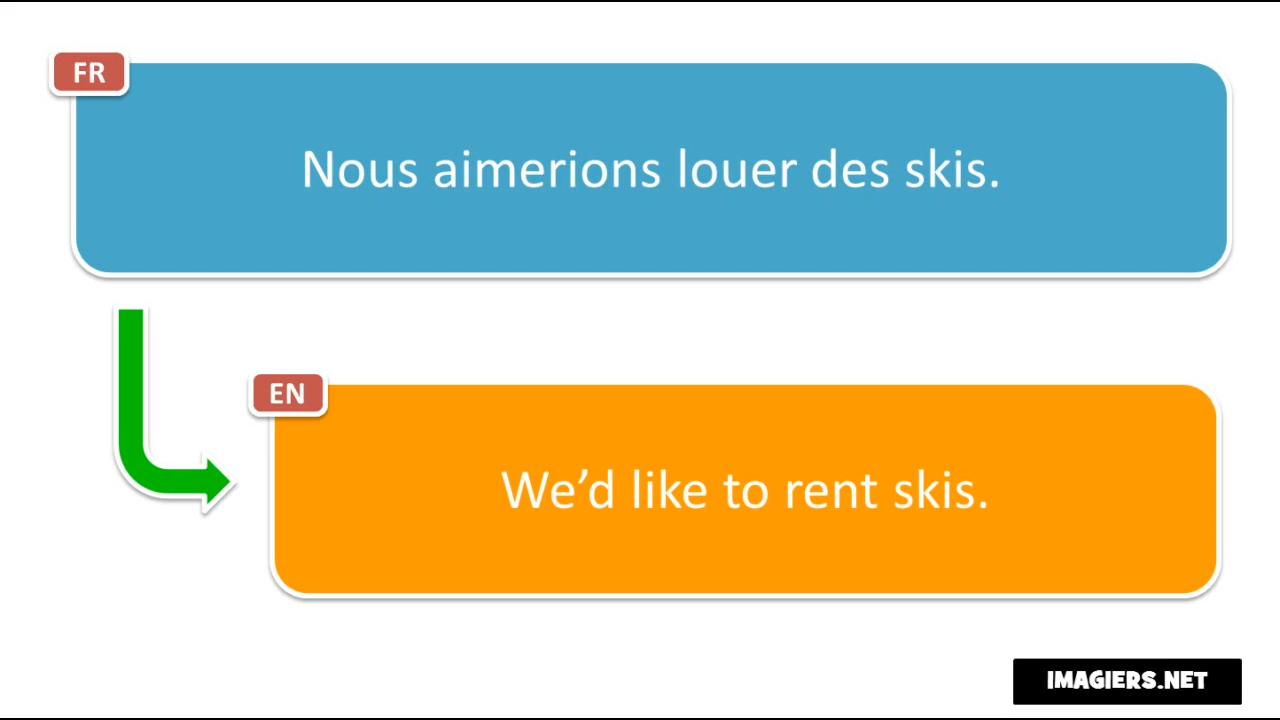 FR
Nous aimerions louer des skis.
EN
We’d like to rent skis.
IMAGIERS.NET